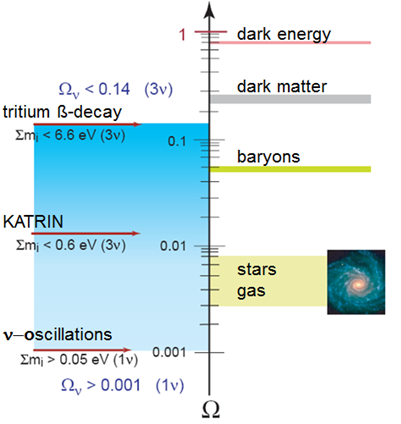 1
dark energy
Ων < 0.14 (3ν)
dark matter
tritium ß-decay
Σmi < 6.6 eV (3ν)
0.1
baryons
KATRIN
Σmi < 0.6 eV (3ν)
0.01
stars
gas
ν–oscillations
Σmi > 0.05 eV (1ν)
0.001
Ων > 0.001 (1ν)
Ω